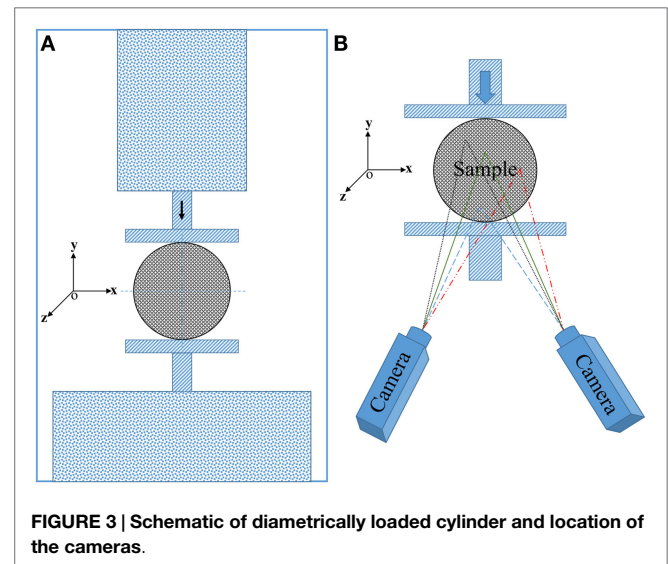 A
B
y
x
O
z
y
x
O
z
Sample
Camera
Camera
FIGURE 3 | Schematic of diametrically loaded cylinder and location of
the cameras.